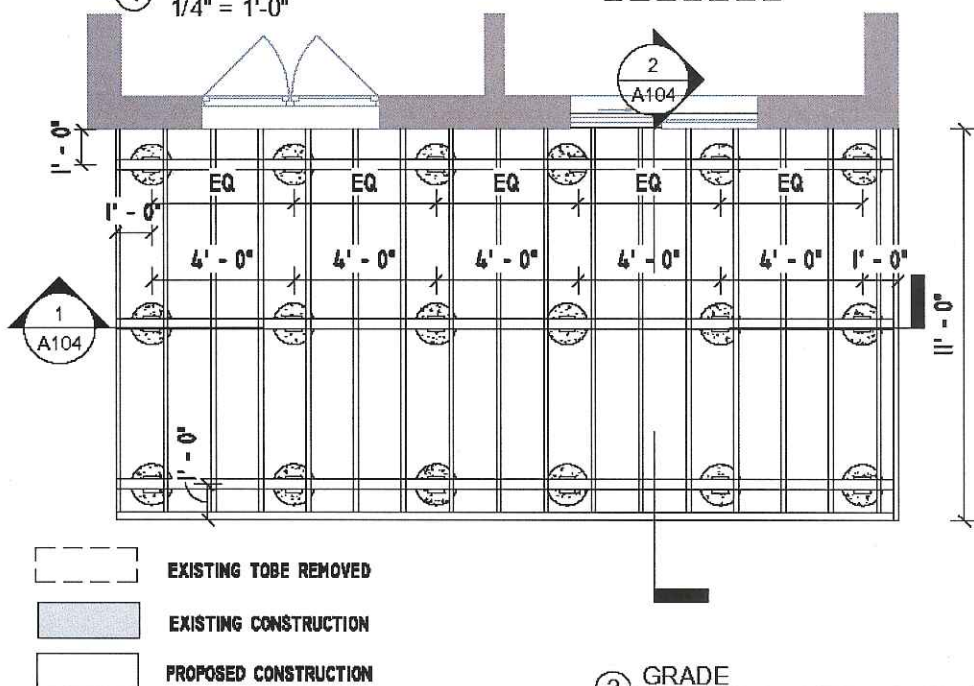 1/4" = 1'-0"
2
A104
1' - 0"
EQ EQ EQ EQ EQ
1' - 0"
4' - 0" 4' - 0" 4' - 0" 4' - 0" 4' - 0" 1' - 0"
1
A104
11' - 0"
1' - 0"
EXISTING TOBE REMOVED
EXISTING CONSTRUCTION
PROPOSED CONSTRUCTION
GRADE